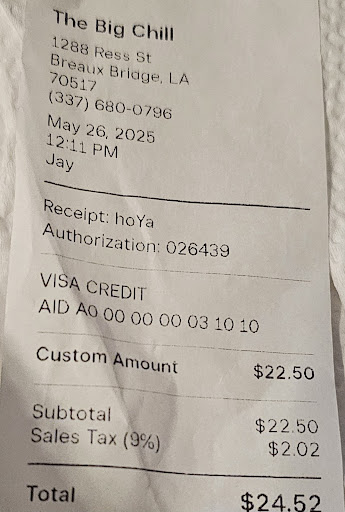 The Big Chill
1288 Ress St
Breaux Bridge, LA
70517
(337) 680-0796
May 26, 2025
12:11 PM
Jay
Receipt: hoYa
Authorization: 026439
VISA CREDIT
AID A0 00 00 00 03 10 10
Custom Amount $22.50
Subtotal $22.50
Sales Tax (9%) $2.02
Total $24.52